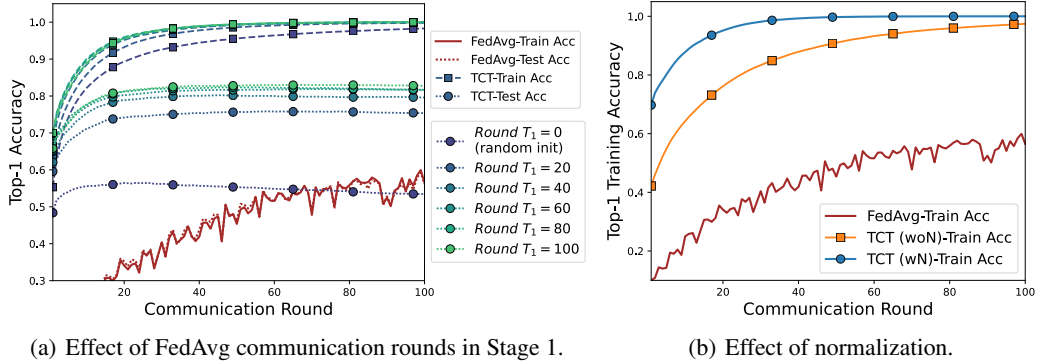 Top-1 Accuracy
1.0
0.9
0.8
0.7
0.6
0.5
0.4
0.3
20
40
60
80
100
Communication Round
FedAvg-Train Acc
FedAvg-Test Acc
TCT-Train Acc
TCT-Test Acc
Round T₁ = 0
(random init)
Round T₁ = 20
Round T₁ = 40
Round T₁ = 60
Round T₁ = 80
Round T₁ = 100
(a) Effect of FedAvg communication rounds in Stage 1.
Top-1 Training Accuracy
1.0
0.8
0.6
0.4
0.2
20
40
60
80
100
Communication Round
FedAvg-Train Acc
TCT (woN)-Train Acc
TCT (wN)-Train Acc
(b) Effect of normalization.